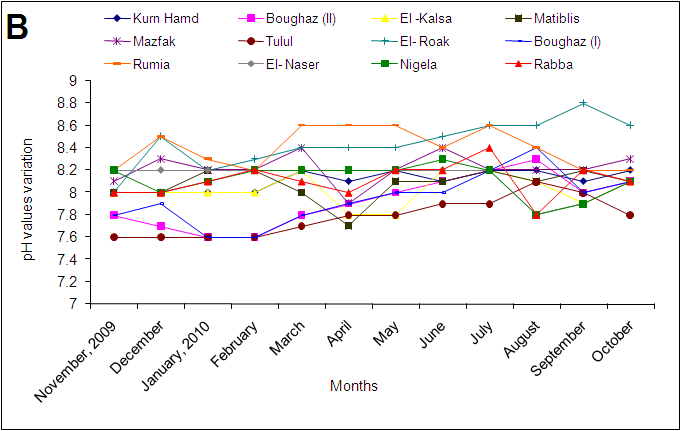 B
Kurn Hamd Boughaz (II) El -Kalsa Matiblis
Mazfak Tulul El- Roak Boughaz (I)
Rumia El- Naser Nigela Rabba
9
8.8
8.6
8.4
8.2
8
7.8
7.6
7.4
7.2
7
pH values variation
November, 2009 December January, 2010 February March April May June July August September October
Months